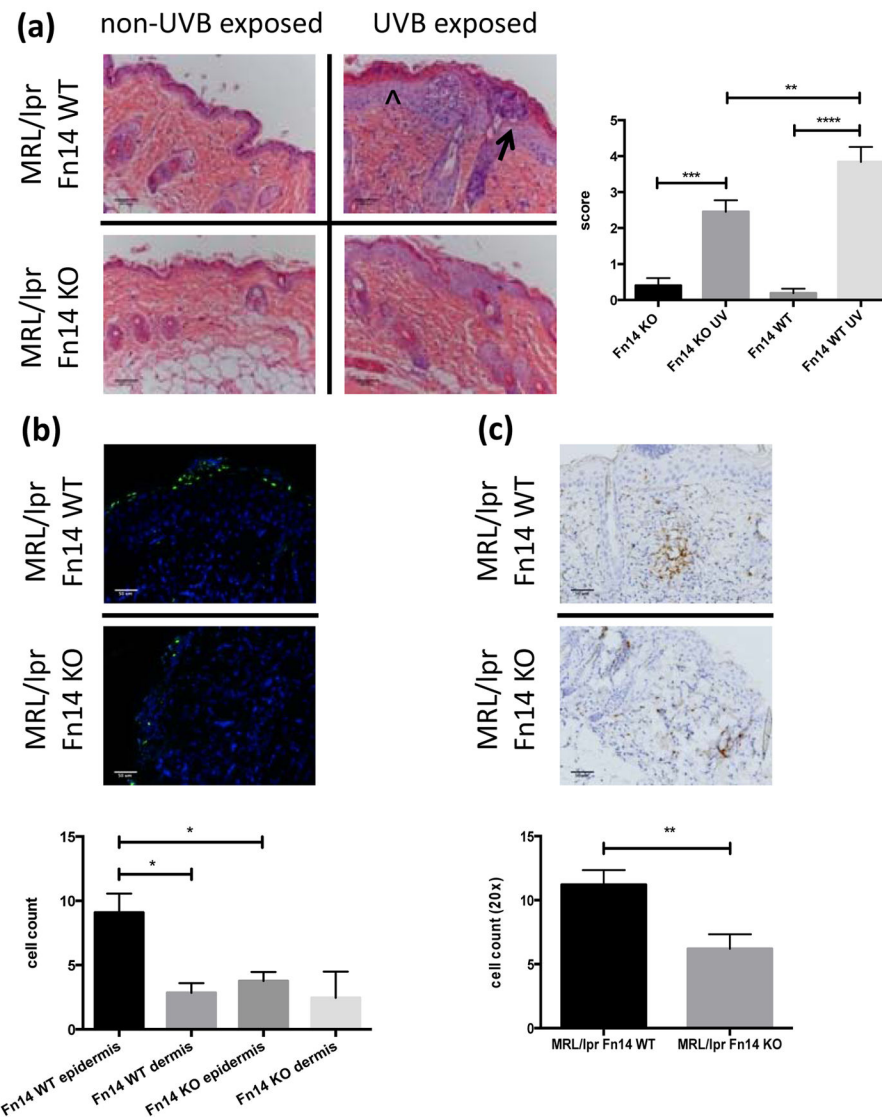 (a)
non-UVB exposed
UVB exposed
MRL/lpr
Fn14 WT
^
MRL/lpr
Fn14 KO
**
****
***
5
4
3
2
1
0
score
Fn14 KO
Fn14 KO UV
Fn14 WT
Fn14 WT UV
(b)
MRL/lpr
Fn14 WT
50 um
MRL/lpr
Fn14 KO
50 um
*
*
15
10
5
0
cell count
Fn14 WT epidermis
Fn14 WT dermis
Fn14 KO epidermis
Fn14 KO dermis
(c)
MRL/lpr
Fn14 WT
MRL/lpr
Fn14 KO
**
15
10
5
0
cell count (20x)
MRL/lpr Fn14 WT
MRL/lpr Fn14 KO